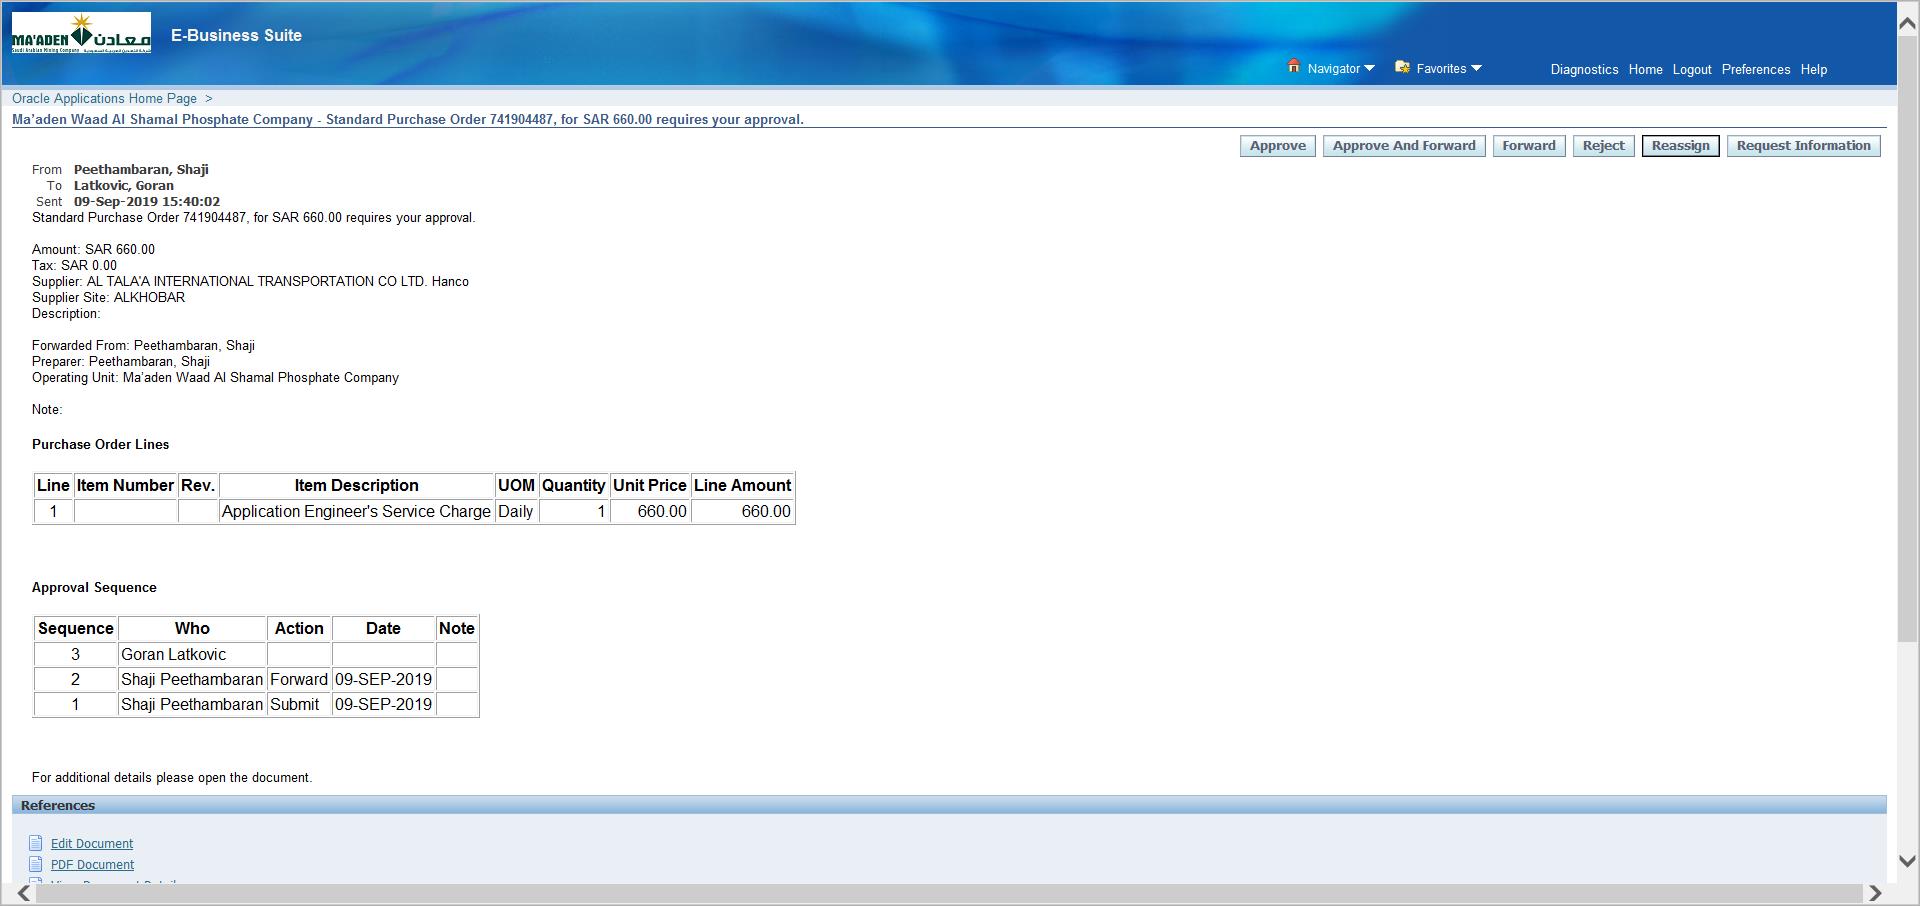 MA'ADEN معادن
Saudi Arabian Mining Company
E-Business Suite
Navigator Favorites Diagnostics Home Logout Preferences Help
Oracle Applications Home Page >
Ma'aden Waad Al Shamal Phosphate Company - Standard Purchase Order 741904487, for SAR 660.00 requires your approval.
Approve Approve And Forward Forward Reject Reassign Request Information
From Peethambaran, Shaji
To Latkovic, Goran
Sent 09-Sep-2019 15:40:02
Standard Purchase Order 741904487, for SAR 660.00 requires your approval.
Amount: SAR 660.00
Tax: SAR 0.00
Supplier: AL TALA'A INTERNATIONAL TRANSPORTATION CO LTD. Hanco
Supplier Site: ALKHOBAR
Description:
Forwarded From: Peethambaran, Shaji
Preparer: Peethambaran, Shaji
Operating Unit: Ma'aden Waad Al Shamal Phosphate Company
Note:
Purchase Order Lines
Line Item Number Rev. Item Description UOM Quantity Unit Price Line Amount
1 Application Engineer's Service Charge Daily 1 660.00 660.00
Approval Sequence
Sequence Who Action Date Note
3 Goran Latkovic
2 Shaji Peethambaran Forward 09-SEP-2019
1 Shaji Peethambaran Submit 09-SEP-2019
For additional details please open the document.
References
Edit Document
PDF Document